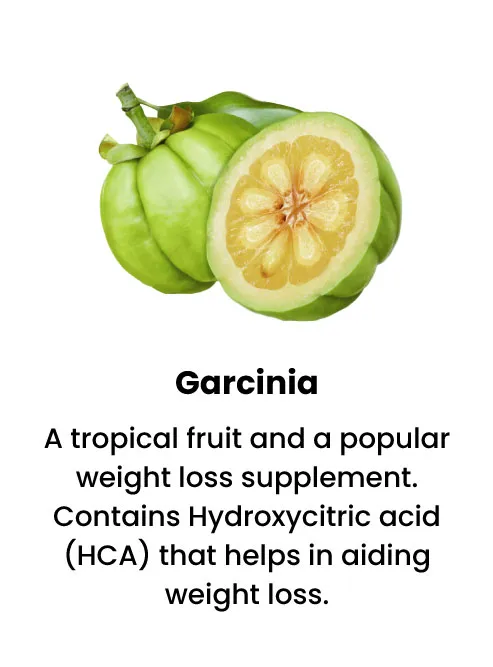 Garcinia
A tropical fruit and a popular
weight loss supplement.
Contains Hydroxycitric acid
(HCA) that helps in aiding
weight loss.